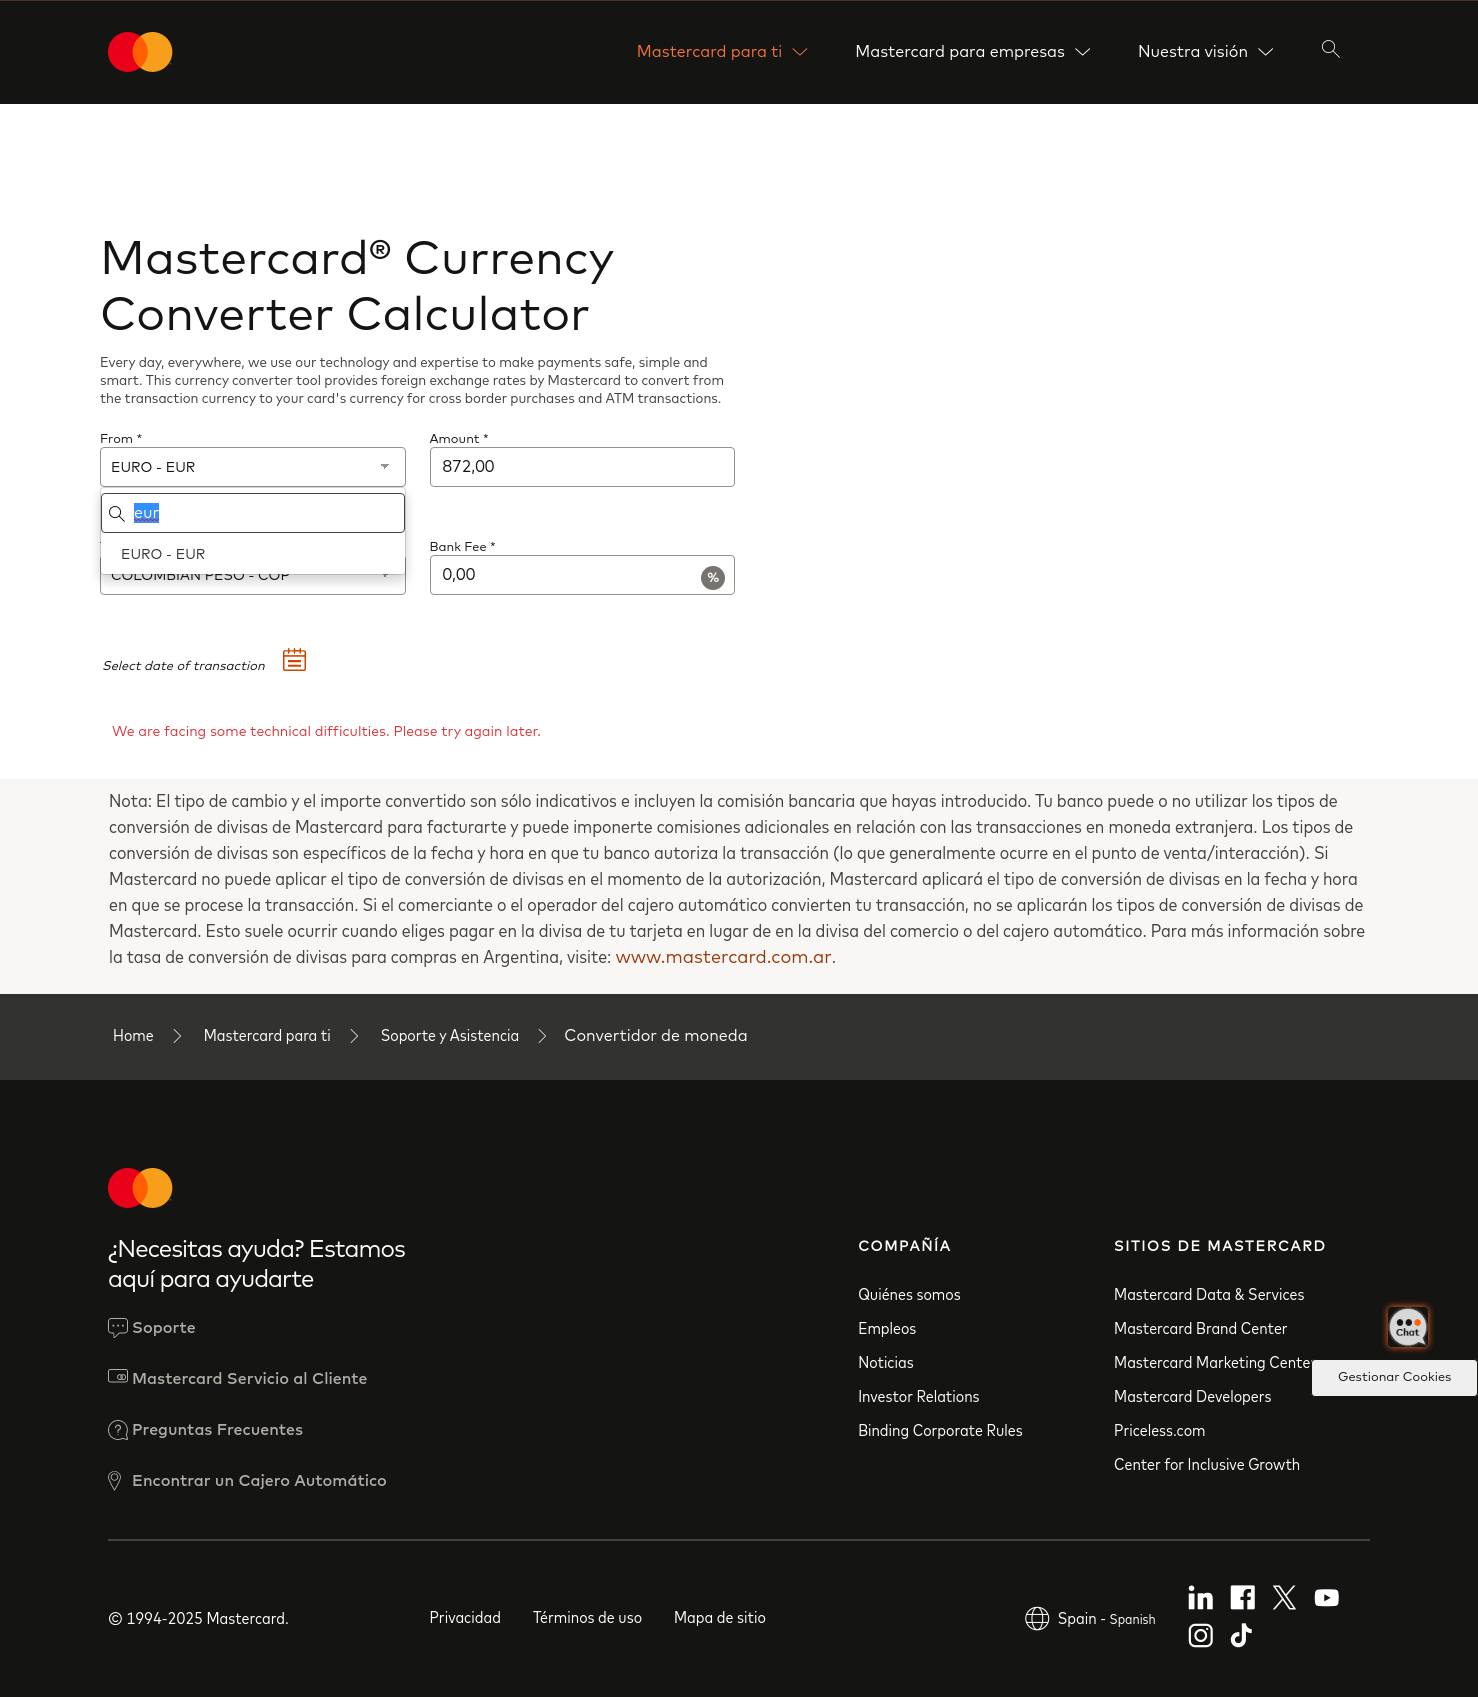 Mastercard para ti
Mastercard para empresas
Nuestra visión
Mastercard® Currency
Converter Calculator
Every day, everywhere, we use our technology and expertise to make payments safe, simple and
smart. This currency converter tool provides foreign exchange rates by Mastercard to convert from
the transaction currency to your card's currency for cross border purchases and ATM transactions.
From *
Amount *
EURO - EUR
872,00
eur
EURO - EUR
Bank Fee *
COLOMBIAN PESO - COP
0,00
%
Select date of transaction
We are facing some technical difficulties. Please try again later.
Nota: El tipo de cambio y el importe convertido son sólo indicativos e incluyen la comisión bancaria que hayas introducido. Tu banco puede o no utilizar los tipos de
conversión de divisas de Mastercard para facturarte y puede imponerte comisiones adicionales en relación con las transacciones en moneda extranjera. Los tipos de
conversión de divisas son específicos de la fecha y hora en que tu banco autoriza la transacción (lo que generalmente ocurre en el punto de venta/interacción). Si
Mastercard no puede aplicar el tipo de conversión de divisas en el momento de la autorización, Mastercard aplicará el tipo de conversión de divisas en la fecha y hora
en que se procese la transacción. Si el comerciante o el operador del cajero automático convierten tu transacción, no se aplicarán los tipos de conversión de divisas de
Mastercard. Esto suele ocurrir cuando eliges pagar en la divisa de tu tarjeta en lugar de en la divisa del comercio o del cajero automático. Para más información sobre
la tasa de conversión de divisas para compras en Argentina, visite: www.mastercard.com.ar.
Home
Mastercard para ti
Soporte y Asistencia
Convertidor de moneda
¿Necesitas ayuda? Estamos
aquí para ayudarte
Soporte
Mastercard Servicio al Cliente
Preguntas Frecuentes
Encontrar un Cajero Automático
COMPAÑÍA
Quiénes somos
Empleos
Noticias
Investor Relations
Binding Corporate Rules
SITIOS DE MASTERCARD
Mastercard Data & Services
Mastercard Brand Center
Mastercard Marketing Center
Mastercard Developers
Priceless.com
Center for Inclusive Growth
Chat
Gestionar Cookies
© 1994-2025 Mastercard.
Privacidad
Términos de uso
Mapa de sitio
Spain - Spanish